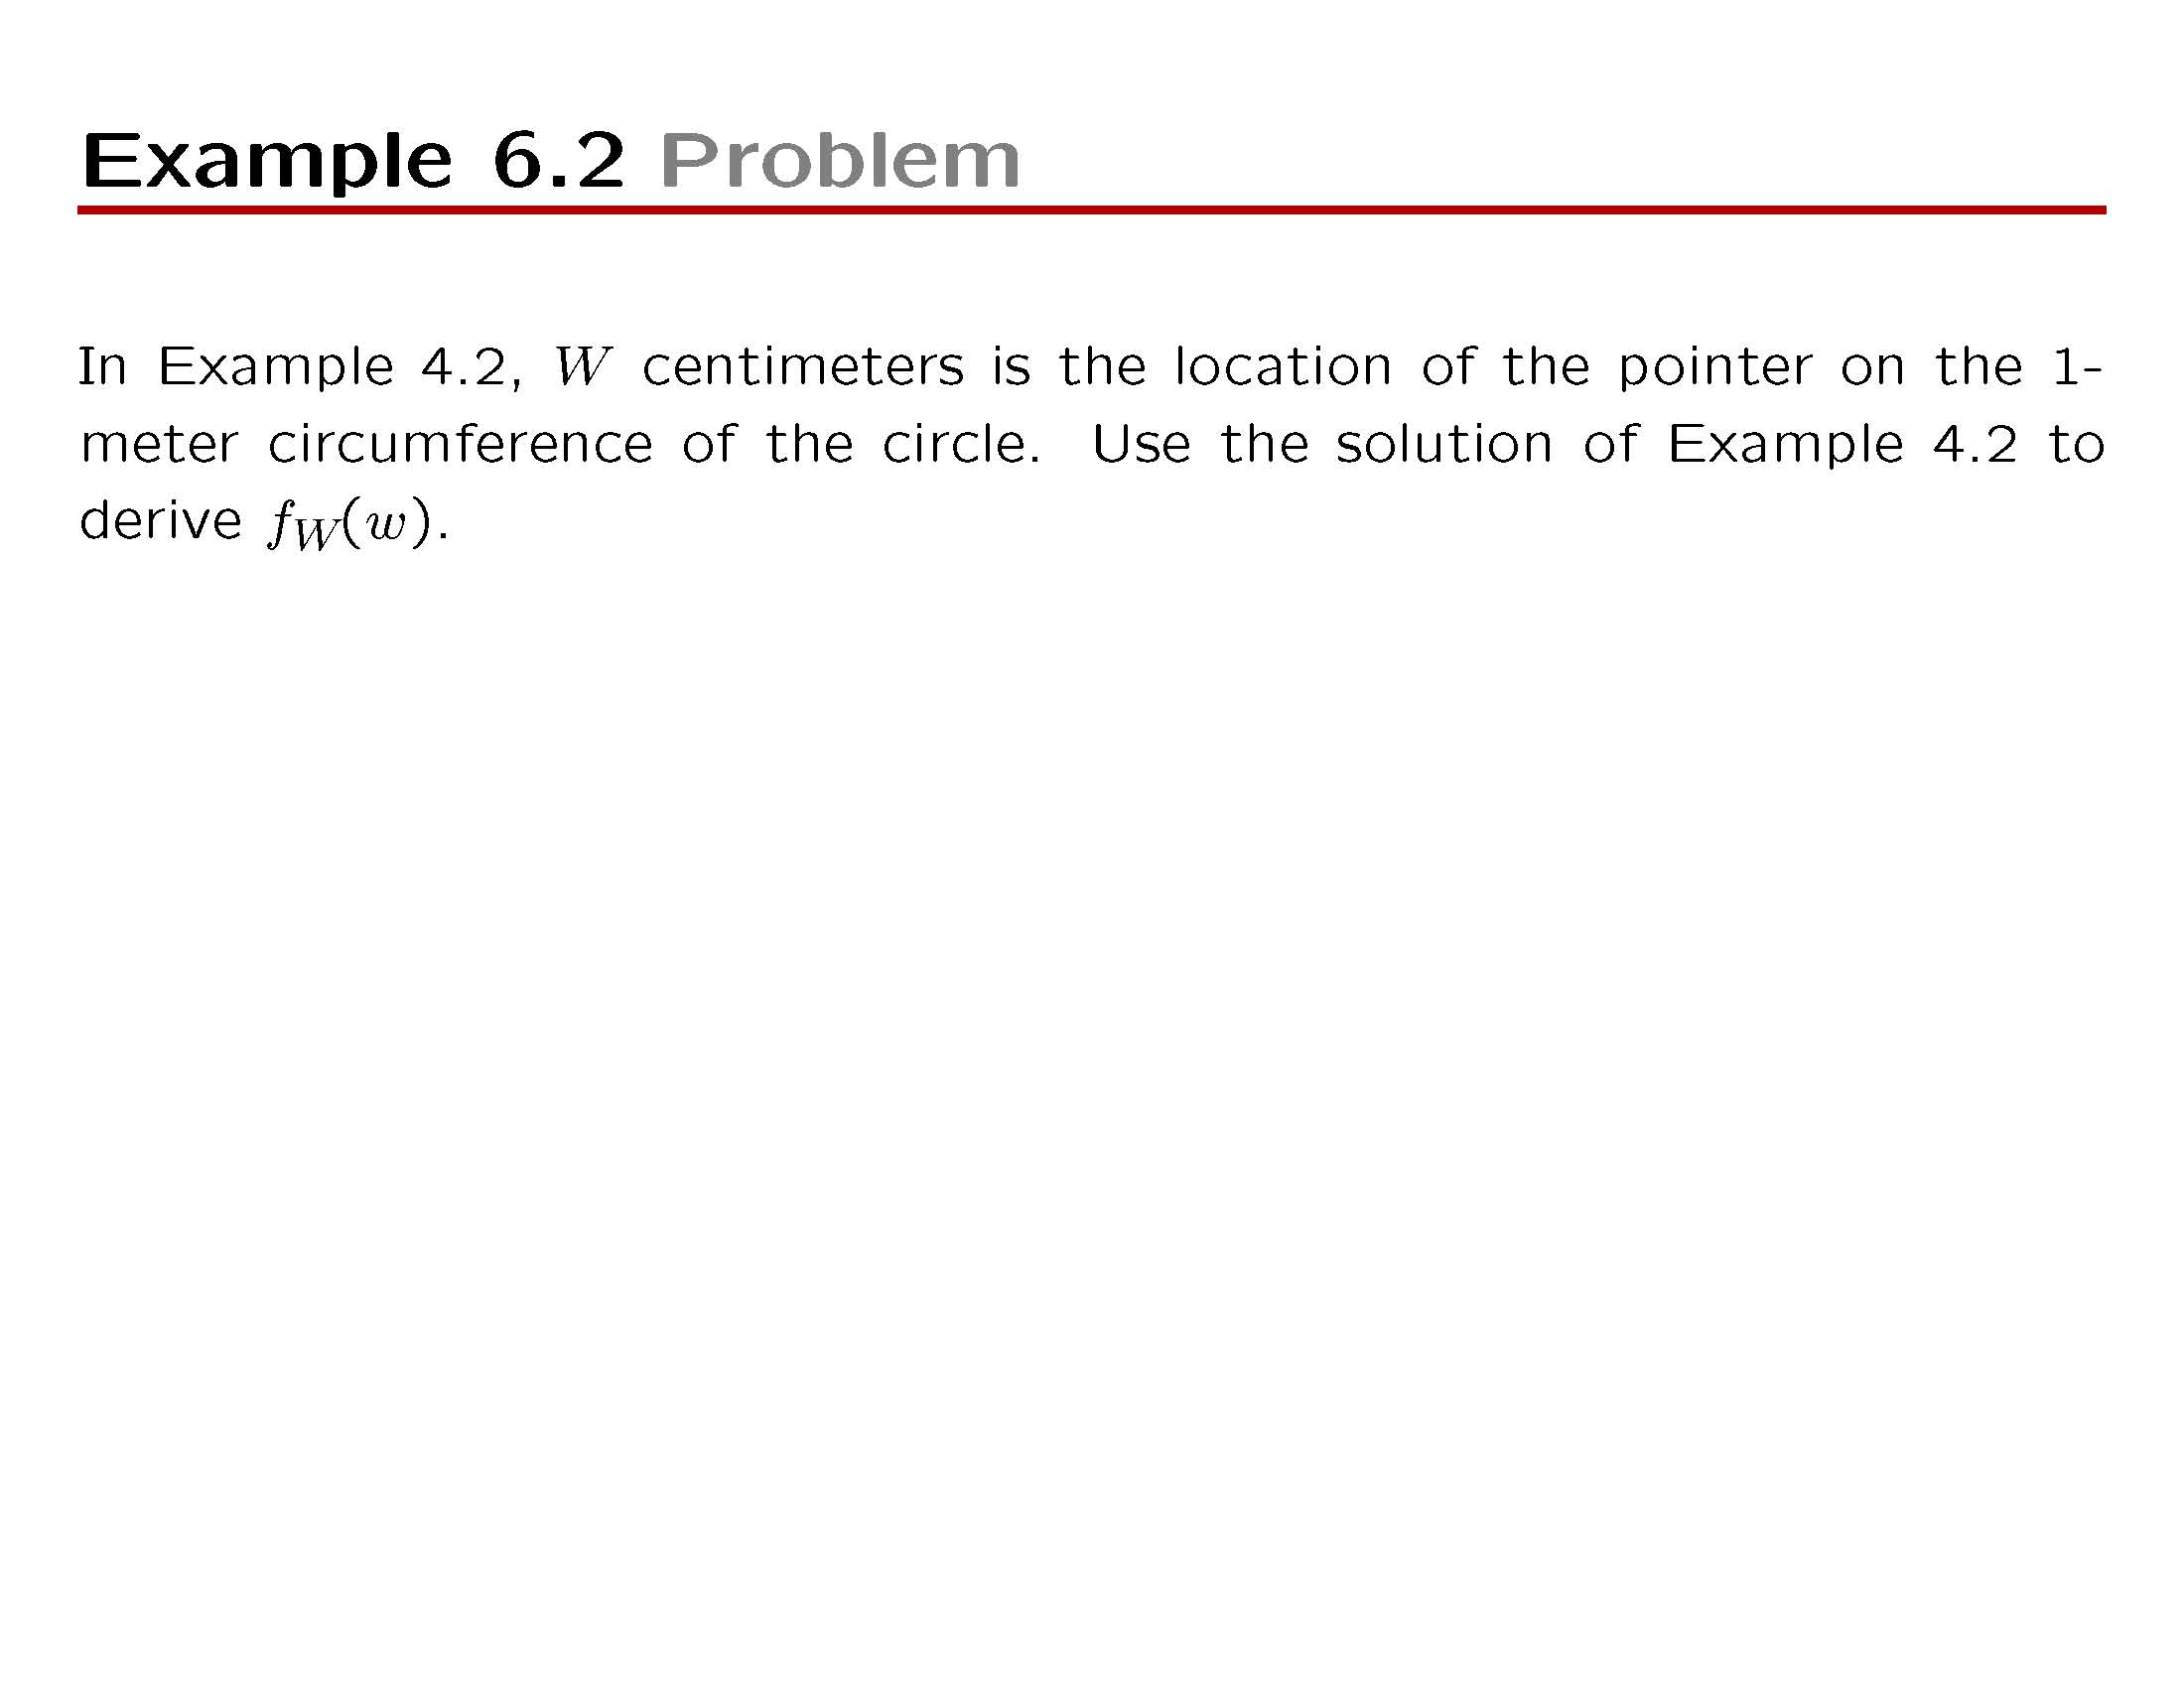 Example 6.2 Problem
In Example 4.2, W centimeters is the location of the pointer on the 1-
meter circumference of the circle. Use the solution of Example 4.2 to
derive f_W(w).